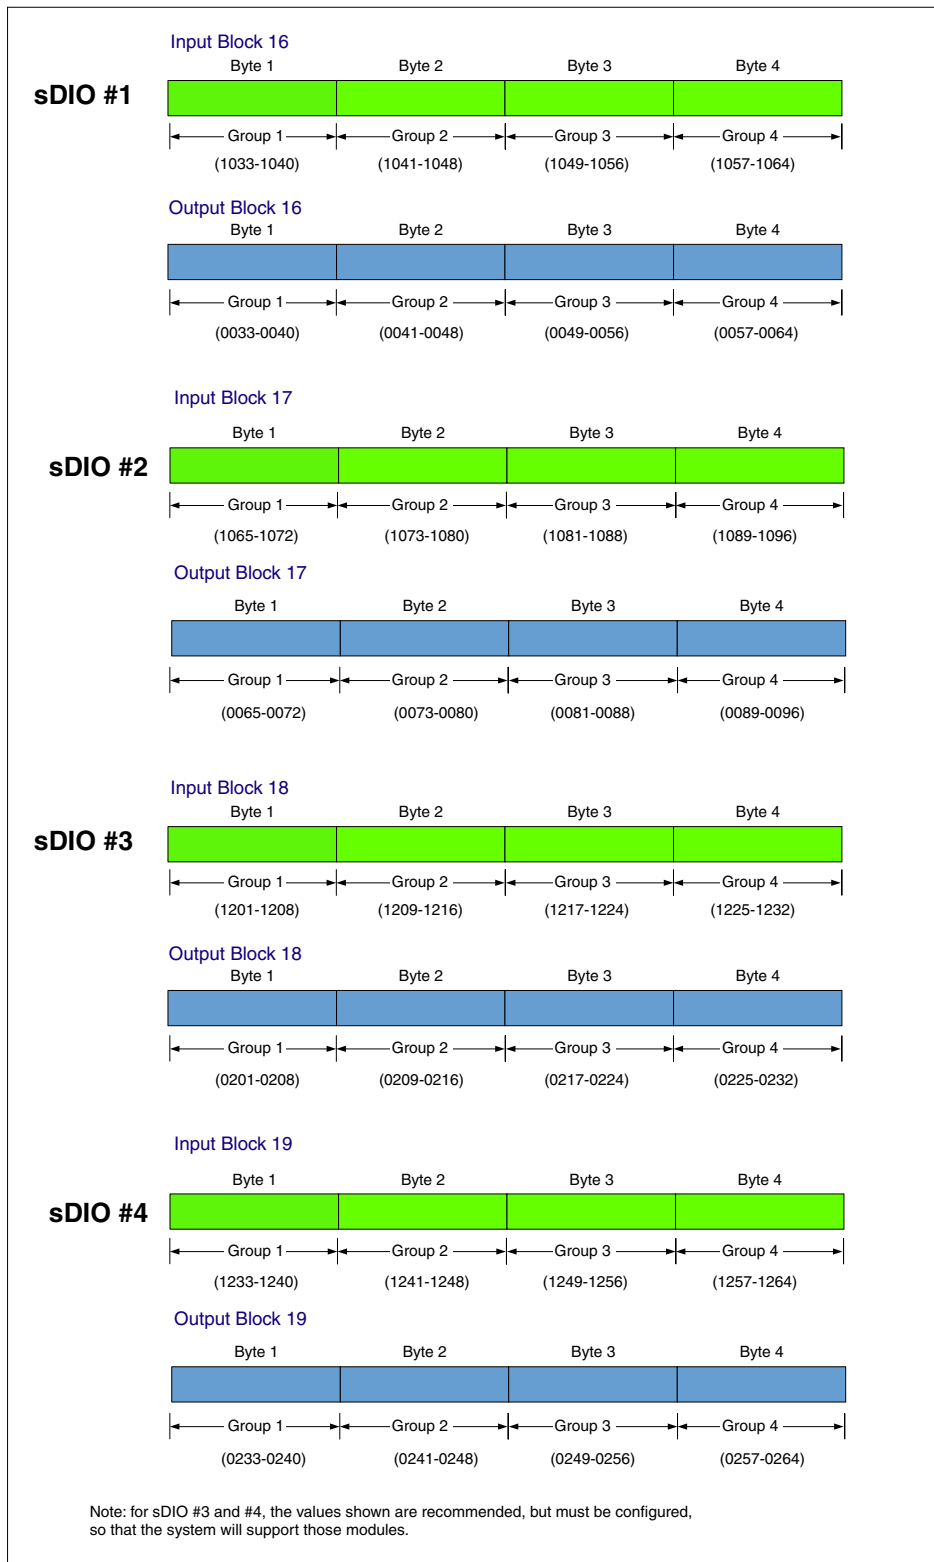 Input Block 16
Byte 1 Byte 2 Byte 3 Byte 4
sDIO #1
Group 1 Group 2 Group 3 Group 4
(1033-1040) (1041-1048) (1049-1056) (1057-1064)
Output Block 16
Byte 1 Byte 2 Byte 3 Byte 4
Group 1 Group 2 Group 3 Group 4
(0033-0040) (0041-0048) (0049-0056) (0057-0064)
Input Block 17
Byte 1 Byte 2 Byte 3 Byte 4
sDIO #2
Group 1 Group 2 Group 3 Group 4
(1065-1072) (1073-1080) (1081-1088) (1089-1096)
Output Block 17
Byte 1 Byte 2 Byte 3 Byte 4
Group 1 Group 2 Group 3 Group 4
(0065-0072) (0073-0080) (0081-0088) (0089-0096)
Input Block 18
Byte 1 Byte 2 Byte 3 Byte 4
sDIO #3
Group 1 Group 2 Group 3 Group 4
(1201-1208) (1209-1216) (1217-1224) (1225-1232)
Output Block 18
Byte 1 Byte 2 Byte 3 Byte 4
Group 1 Group 2 Group 3 Group 4
(0201-0208) (0209-0216) (0217-0224) (0225-0232)
Input Block 19
Byte 1 Byte 2 Byte 3 Byte 4
sDIO #4
Group 1 Group 2 Group 3 Group 4
(1233-1240) (1241-1248) (1249-1256) (1257-1264)
Output Block 19
Byte 1 Byte 2 Byte 3 Byte 4
Group 1 Group 2 Group 3 Group 4
(0233-0240) (0241-0248) (0249-0256) (0257-0264)
Note: for sDIO #3 and #4, the values shown are recommended, but must be configured,
so that the system will support those modules.